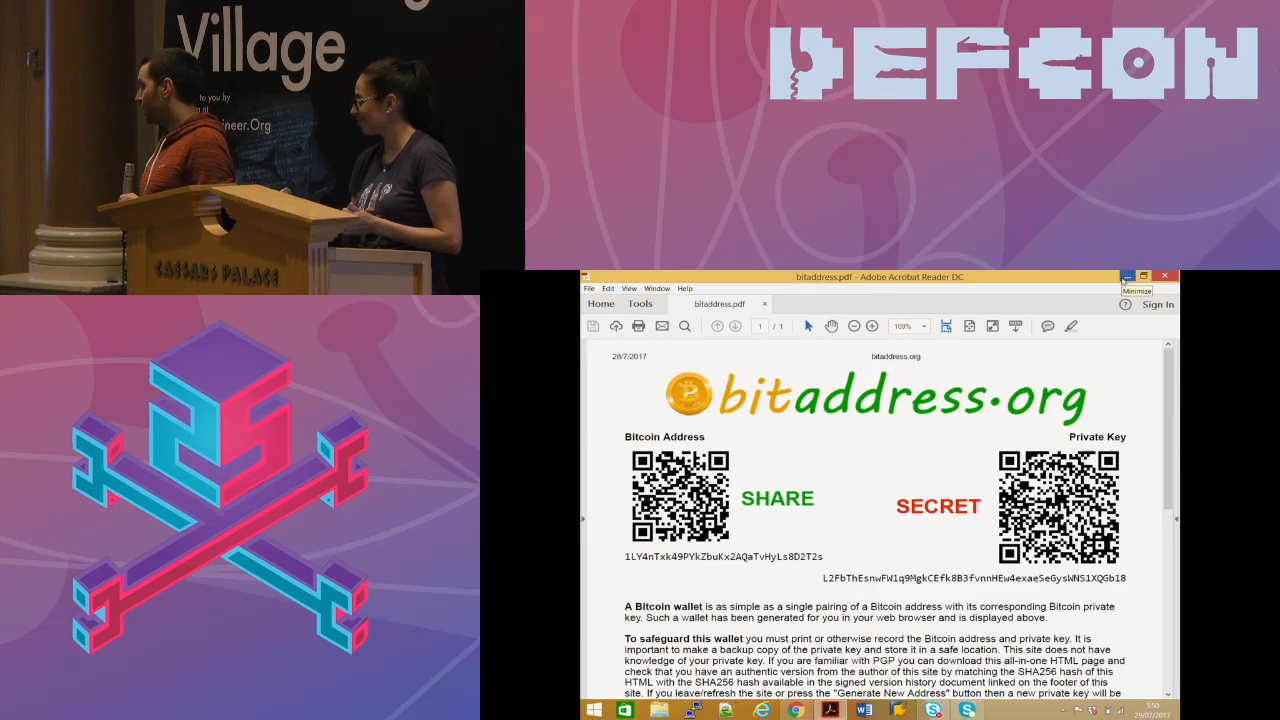 Village
to you by
ineer.Org
CAESARS PALACE
DEFCON
bitaddress.pdf - Adobe Acrobat Reader DC
File Edit View Window Help
Minimize
Home Tools bitaddress.pdf × ? Sign In
1 / 1 109%
28/7/2017 bitaddress.org
bitaddress.org
Bitcoin Address Private Key
SHARE SECRET
1LY4nTxk49PYkZbuKx2AQaTvHyLs8D2T2s
L2FbThEsnwFW1q9MgkCEfk8B3fvnnHEw4exaeSeGysWNS1XQGb18
A Bitcoin wallet is as simple as a single pairing of a Bitcoin address with its corresponding Bitcoin private
key. Such a wallet has been generated for you in your web browser and is displayed above.
To safeguard this wallet you must print or otherwise record the Bitcoin address and private key. It is
important to make a backup copy of the private key and store it in a safe location. This site does not have
knowledge of your private key. If you are familiar with PGP you can download this all-in-one HTML page and
check that you have an authentic version from the author of this site by matching the SHA256 hash of this
HTML with the SHA256 hash available in the signed version history document linked on the footer of this
site. If you leave/refresh the site or press the "Generate New Address" button then a new private key will be
5:50
29/07/2017